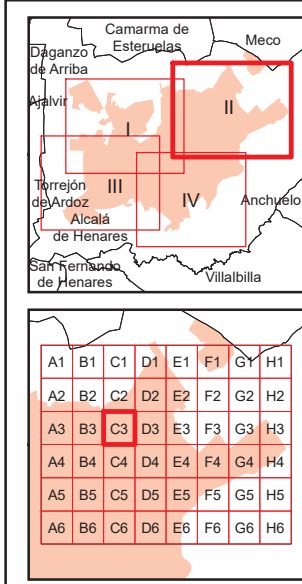 Camarma de
Esteruelas
Meco
Daganzo
de Arriba
Ajalvir
I
II
Torrejón
de Ardoz
III
IV
Anchuelo
Alcalá
de Henares
San Fernando
de Henares
Villalbilla
A1 B1 C1 D1 E1 F1 G1 H1
A2 B2 C2 D2 E2 F2 G2 H2
A3 B3 C3 D3 E3 F3 G3 H3
A4 B4 C4 D4 E4 F4 G4 H4
A5 B5 C5 D5 E5 F5 G5 H5
A6 B6 C6 D6 E6 F6 G6 H6